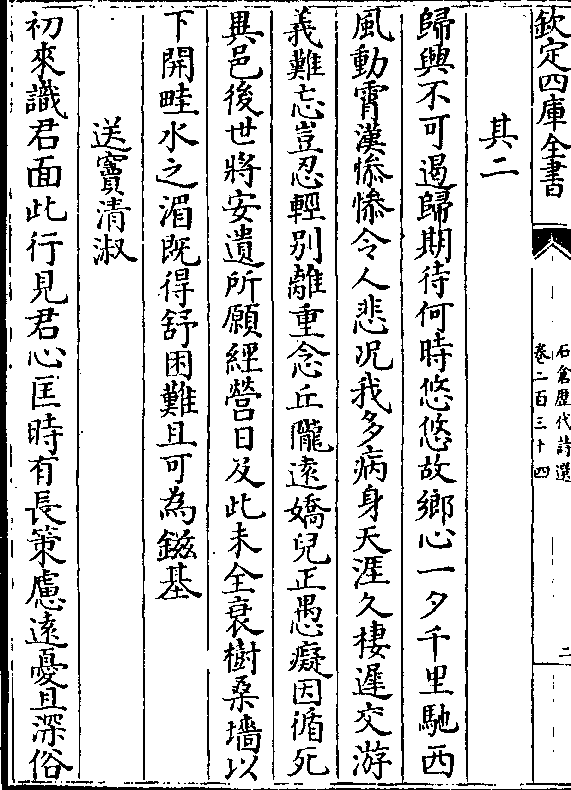 欽定四庫全書
石倉歷代詩選
卷二百三十四
二
其二
歸興不可遏歸期待何時悠悠故鄉心一夕千里馳西
風動霄漢慘慘令人悲况我多病身天涯久棲遲交游
義難忘豈忍輕別離重念丘隴遠嬌兒正愚癡因循死
異邑後世將安遺所願經營日及此未全衰樹桑墻以
下開畦水之湄既得舒困難且可為鎡基
送竇清淑
初來識君面此行見君心匡時有長策慮遠憂且深俗